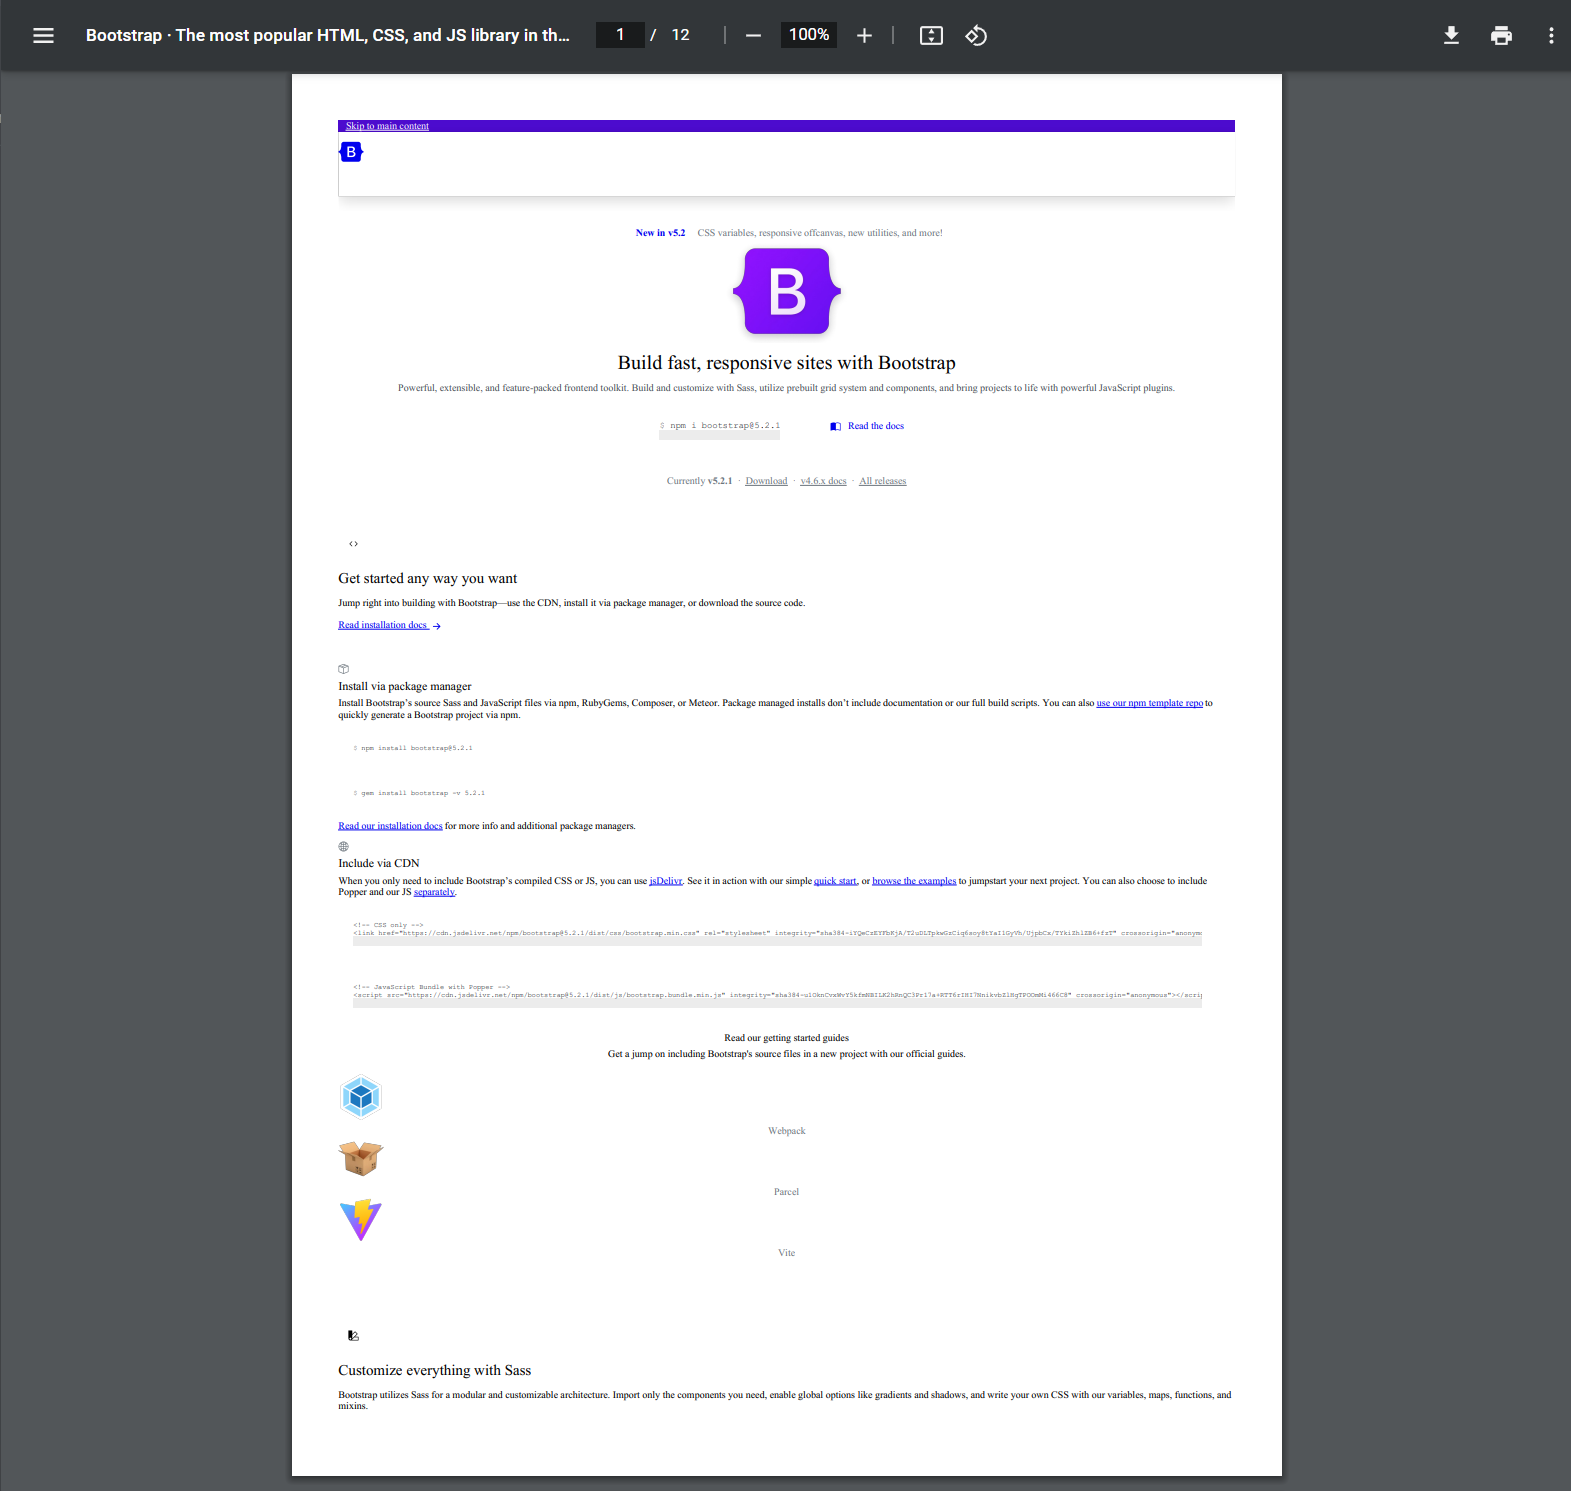 Bootstrap · The most popular HTML, CSS, and JS library in th...
1 / 12
100%
Skip to main content
B
New in v5.2 CSS variables, responsive offcanvas, new utilities, and more!
B
Build fast, responsive sites with Bootstrap
Powerful, extensible, and feature-packed frontend toolkit. Build and customize with Sass, utilize prebuilt grid system and components, and bring projects to life with powerful JavaScript plugins.
$ npm i bootstrap@5.2.1
Read the docs
Currently v5.2.1 · Download · v4.6.x docs · All releases
Get started any way you want
Jump right into building with Bootstrap—use the CDN, install it via package manager, or download the source code.
Read installation docs
Install via package manager
Install Bootstrap’s source Sass and JavaScript files via npm, RubyGems, Composer, or Meteor. Package managed installs don’t include documentation or our full build scripts. You can also use our npm template repo to
quickly generate a Bootstrap project via npm.
$ npm install bootstrap@5.2.1
$ gem install bootstrap -v 5.2.1
Read our installation docs for more info and additional package managers.
Include via CDN
When you only need to include Bootstrap’s compiled CSS or JS, you can use jsDelivr. See it in action with our simple quick start, or browse the examples to jumpstart your next project. You can also choose to include
Popper and our JS separately.
<!-- CSS only -->
<link href="https://cdn.jsdelivr.net/npm/bootstrap@5.2.1/dist/css/bootstrap.min.css" rel="stylesheet" crossorigin="anonym
<!-- JavaScript Bundle with Popper -->
<script src="https://cdn.jsdelivr.net/npm/bootstrap@5.2.1/dist/js/bootstrap.bundle.min.js" crossorigin="anonymous"></scrip
Read our getting started guides
Get a jump on including Bootstrap's source files in a new project with our official guides.
Webpack
Parcel
Vite
Customize everything with Sass
Bootstrap utilizes Sass for a modular and customizable architecture. Import only the components you need, enable global options like gradients and shadows, and write your own CSS with our variables, maps, functions, and
mixins.